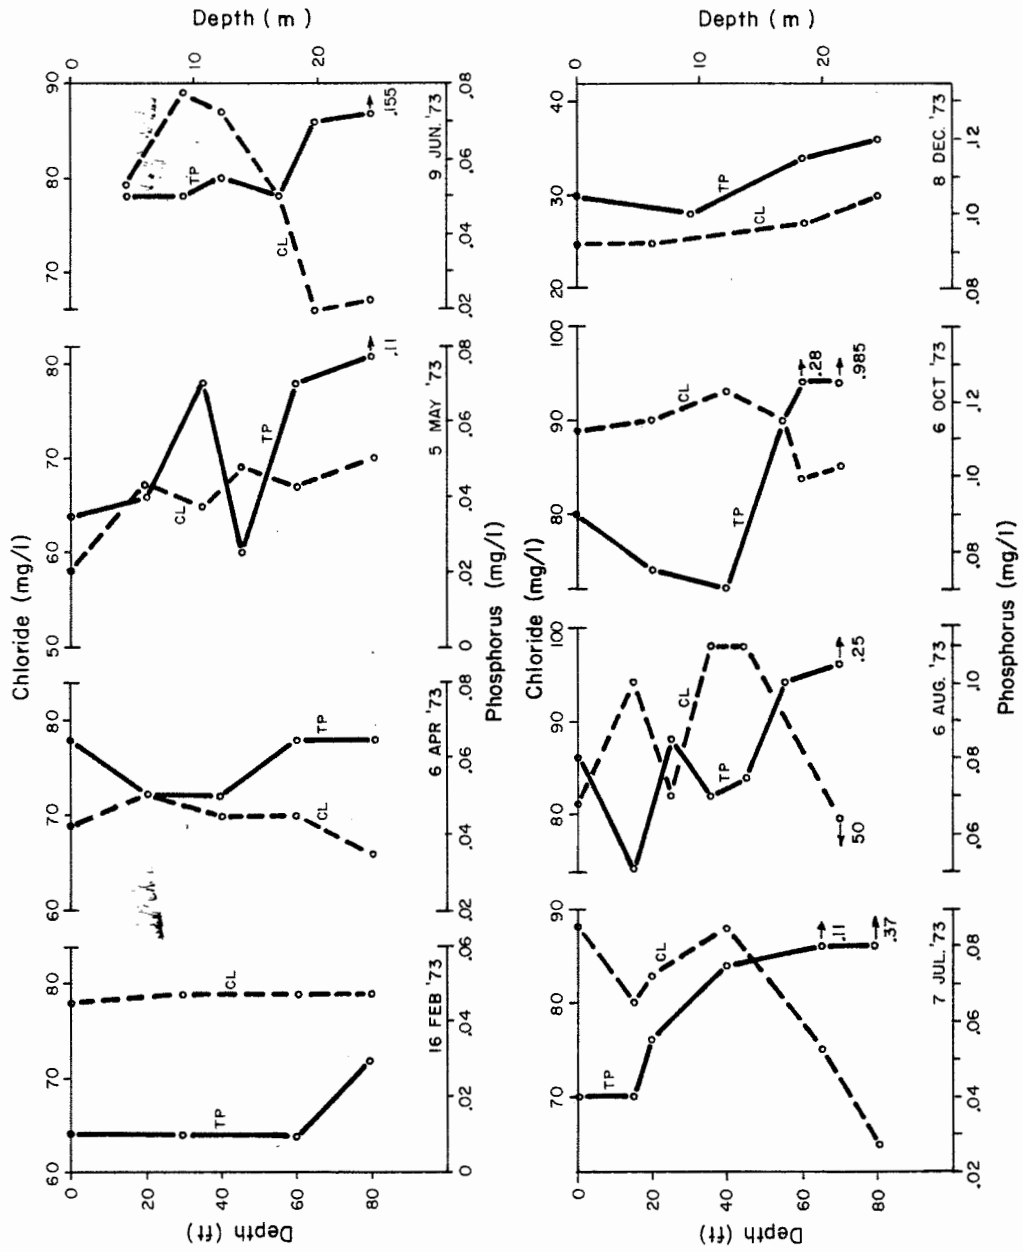 Chloride (mg/l)
60 70 80
60 70 80
50 60 70 80
70 80 90
Depth (ft)
0 20 40 60 80
Depth (m)
0 10 20
TP CL
CL TP
CL TP
TP CL
.11
.155
16 FEB '73
6 APR '73
5 MAY '73
9 JUN. '73
0 .02 .04 .06
.02 .04 .06 .08
0 .02 .04 .06 .08
.02 .04 .06 .08
Phosphorus (mg/l)
Chloride (mg/l)
70 80 90
80 90 100
80 90 100
20 30 40
Depth (ft)
0 20 40 60 80
Depth (m)
0 10 20
TP CL
CL TP
CL TP
TP CL
.11
.37
50
.25
.28
.985
7 JUL. '73
6 AUG. '73
6 OCT '73
8 DEC. '73
.02 .04 .06 .08
.06 .08 .10
.08 .10 .12
.08 .10 .12
Phosphorus (mg/l)